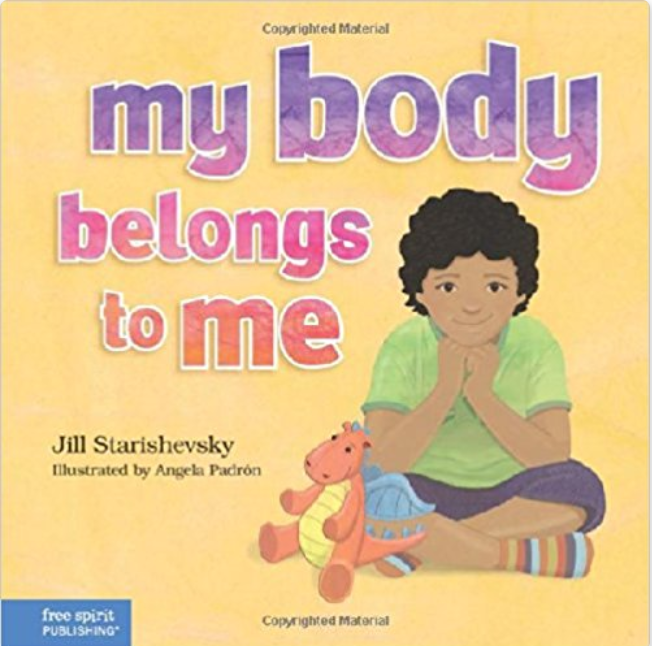 Copyrighted Material
my body
belongs
to me
Jill Starishevsky
Illustrated by Angela Padrón
free spirit
PUBLISHING®
Copyrighted Material